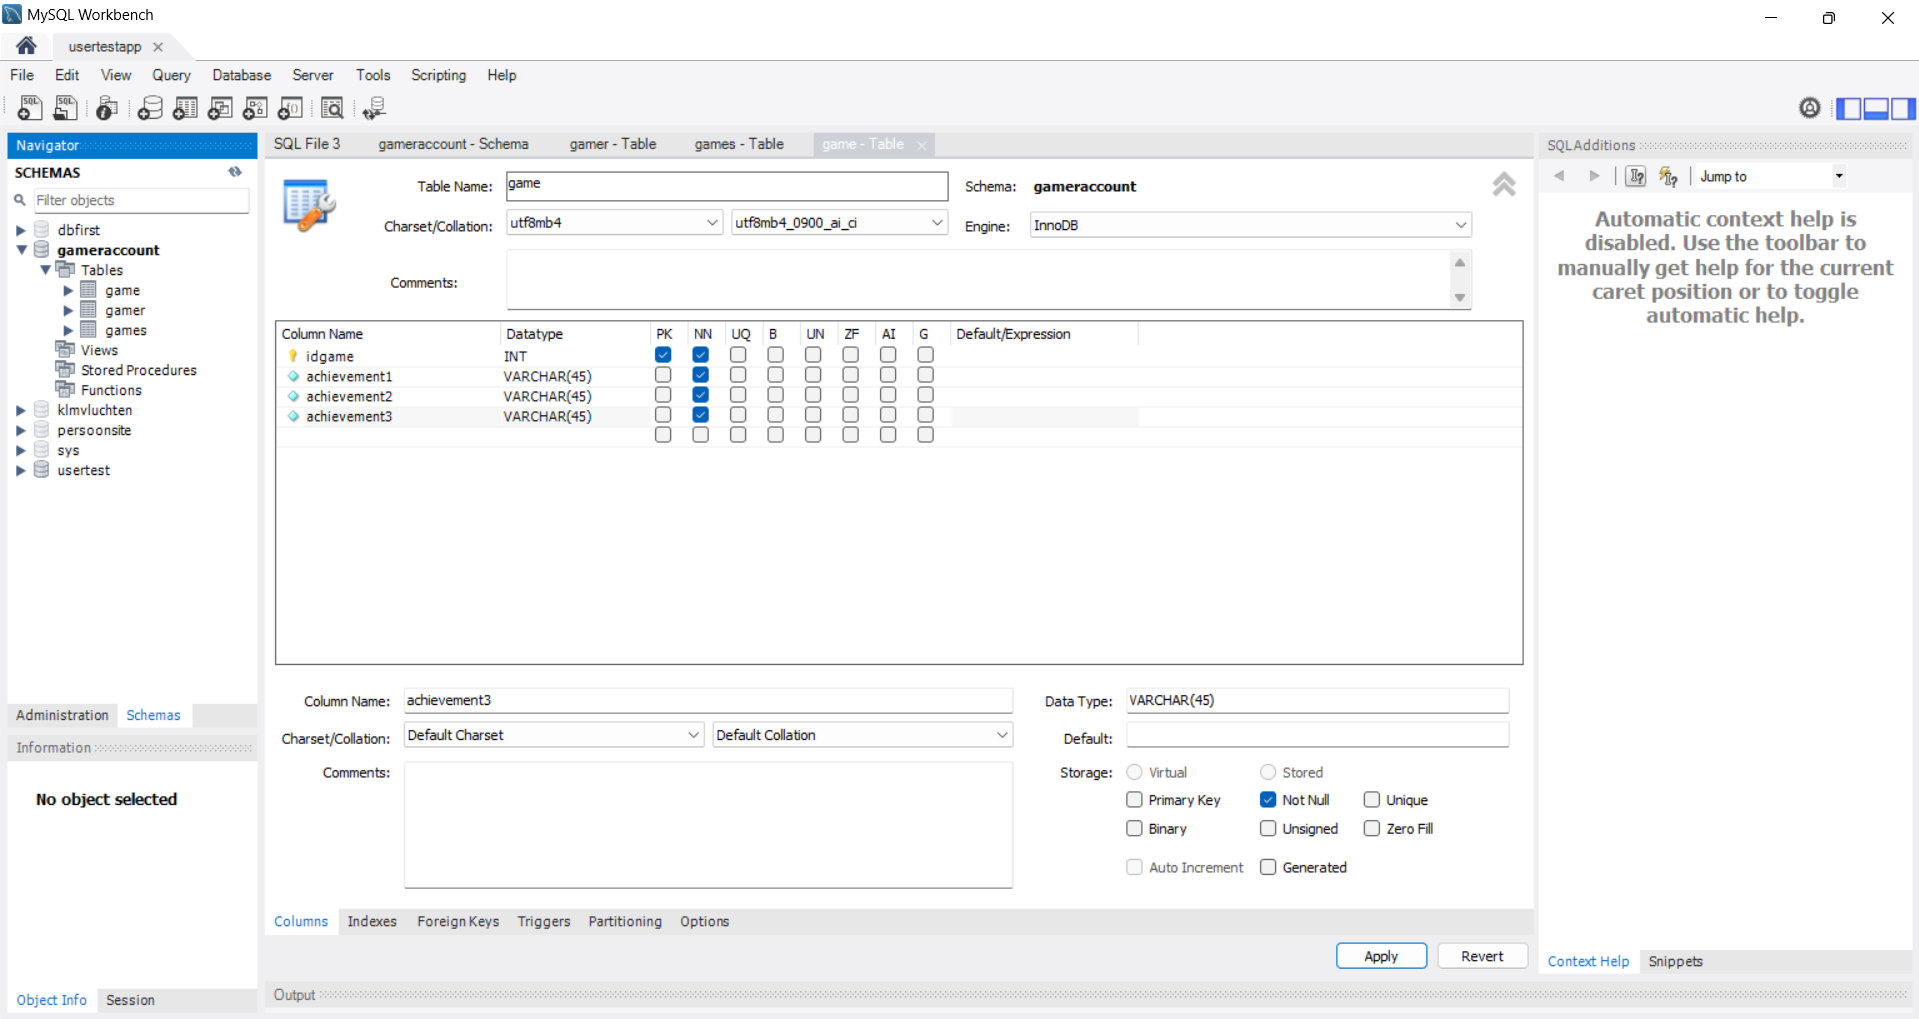 MySQL Workbench
usertestapp
File Edit View Query Database Server Tools Scripting Help
SQL SQL
Navigator
SCHEMAS
Filter objects
dbfirst
gameraccount
Tables
game
gamer
games
Views
Stored Procedures
Functions
klmvluchten
persoonsite
sys
usertest
Administration Schemas
Information
No object selected
Object Info Session
SQL File 3 gameraccount - Schema gamer - Table games - Table game - Table
Table Name: game Schema: gameraccount
Charset/Collation: utf8mb4 utf8mb4_0900_ai_ci Engine: InnoDB
Comments:
Column Name Datatype PK NN UQ B UN ZF AI G Default/Expression
idgame INT
achievement1 VARCHAR(45)
achievement2 VARCHAR(45)
achievement3 VARCHAR(45)
Column Name: achievement3 Data Type: VARCHAR(45)
Charset/Collation: Default Charset Default Collation Default:
Comments: Storage: Virtual Stored
Primary Key Not Null Unique
Binary Unsigned Zero Fill
Auto Increment Generated
Columns Indexes Foreign Keys Triggers Partitioning Options
Apply Revert
Output
SQLAdditions
Jump to
Automatic context help is
disabled. Use the toolbar to
manually get help for the current
caret position or to toggle
automatic help.
Context Help Snippets